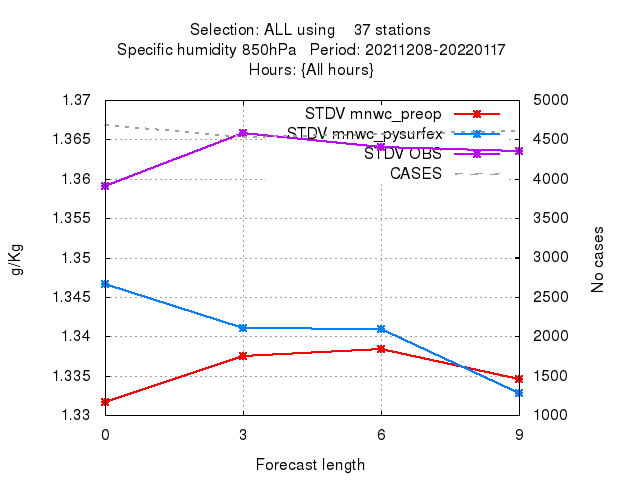 Selection: ALL using    37 stations
Specific humidity 850hPa   Period: 20211208-20220117
Hours: {All hours}
1.37
1.365
1.36
1.355
1.35
1.345
1.34
1.335
1.33
g/Kg
STDV mnwc_preop
STDV mnwc_pysurfex
STDV OBS
CASES
5000
4500
4000
3500
3000
2500
2000
1500
1000
No cases
0 3 6 9
Forecast length